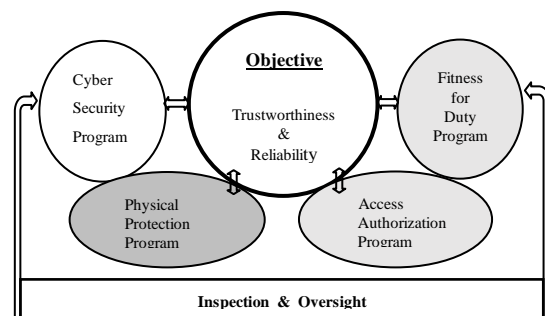 Objective
Trustworthiness
&
Reliability
Cyber
Security
Program
Fitness
for
Duty
Program
Physical
Protection
Program
Access
Authorization
Program
Inspection & Oversight